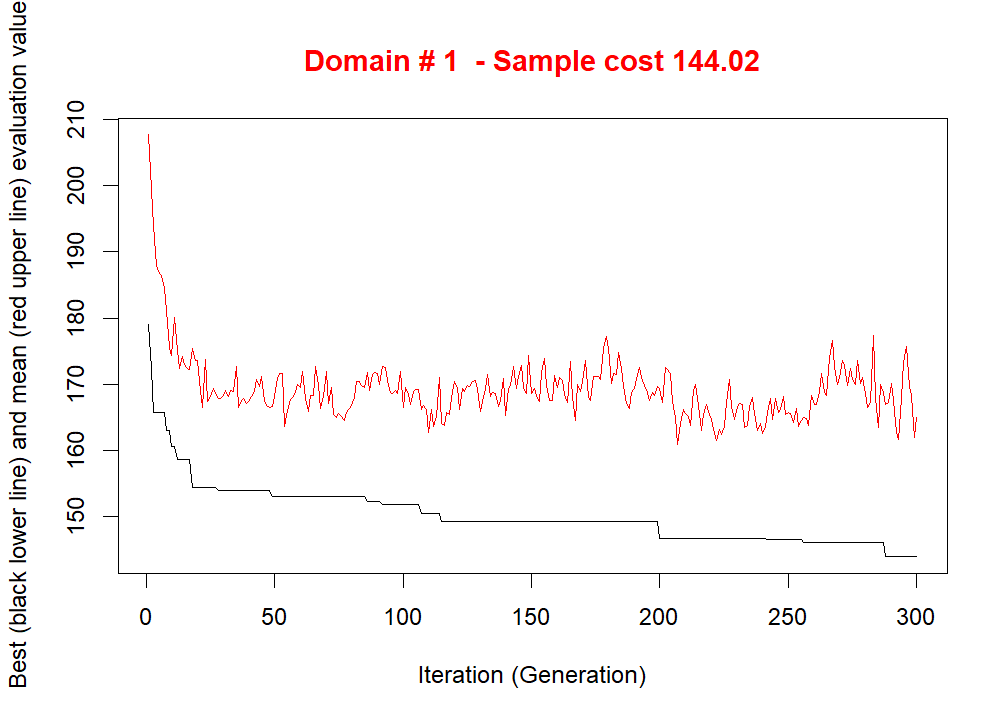 Domain # 1  - Sample cost 144.02
Best (black lower line) and mean (red upper line) evaluation value
210
200
190
180
170
160
150
0 50 100 150 200 250 300
Iteration (Generation)